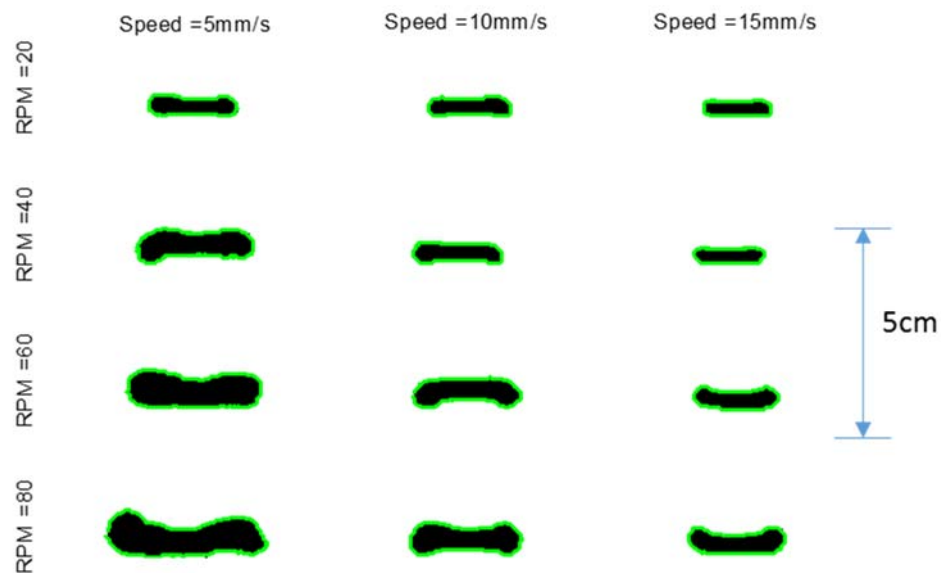 Speed =5mm/s
Speed =10mm/s
Speed =15mm/s
RPM =20
RPM =40
RPM =60
RPM =80
5cm